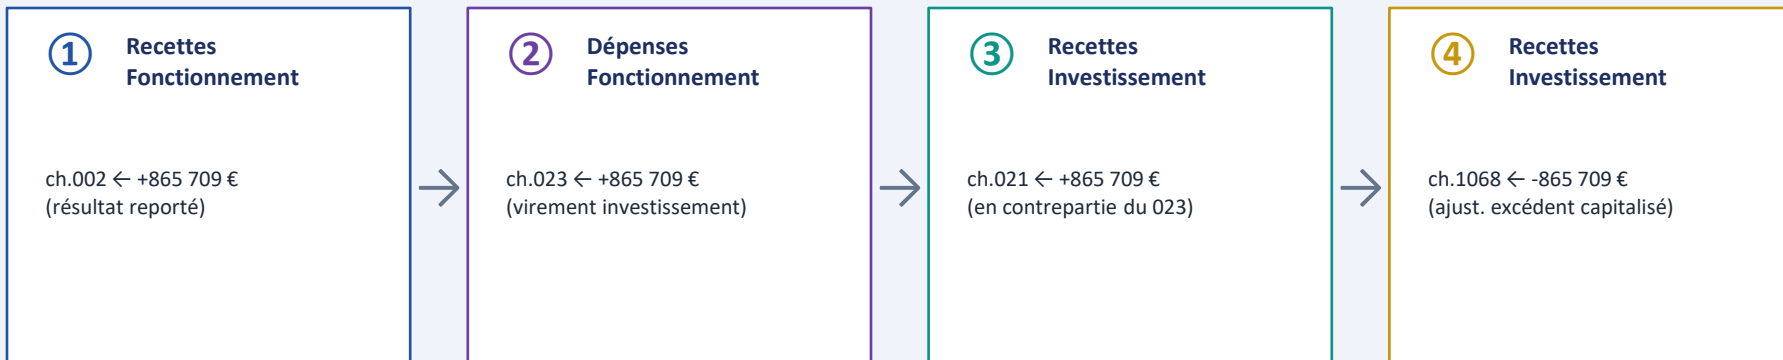 1
Recettes
Fonctionnement
ch.002 ← +865 709 €
(résultat reporté)
2
Dépenses
Fonctionnement
ch.023 ← +865 709 €
(virement investissement)
3
Recettes
Investissement
ch.021 ← +865 709 €
(en contrepartie du 023)
4
Recettes
Investissement
ch.1068 ← -865 709 €
(ajust. excédent capitalisé)